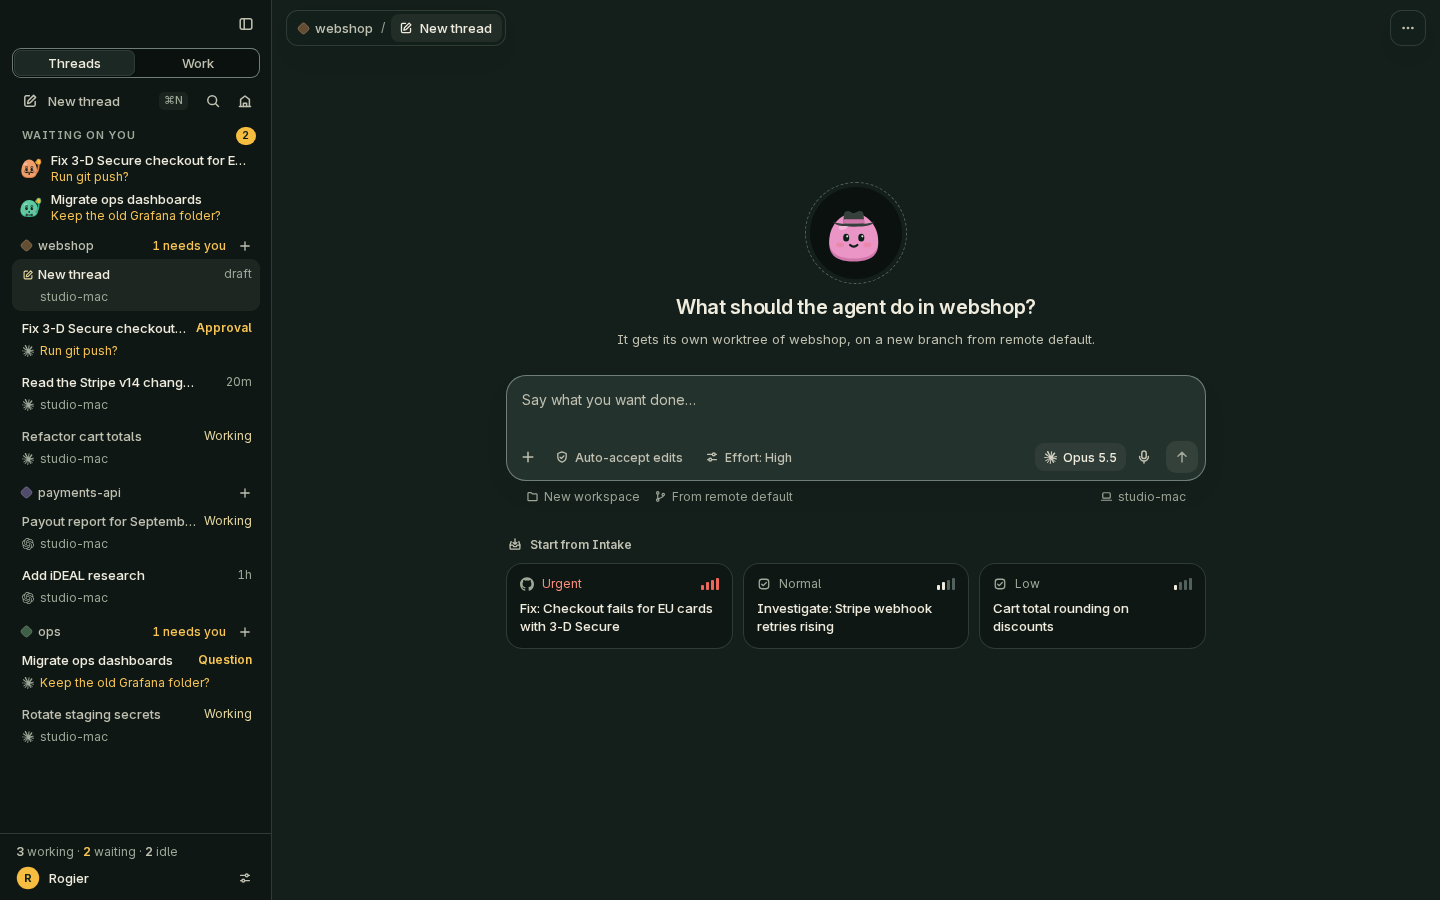 Threads
Work
New thread
⌘N
WAITING ON YOU
2
Fix 3-D Secure checkout for E...
Run git push?
Migrate ops dashboards
Keep the old Grafana folder?
webshop
1 needs you
New thread
draft
studio-mac
Fix 3-D Secure checkout...
Approval
Run git push?
Read the Stripe v14 chang...
20m
studio-mac
Refactor cart totals
Working
studio-mac
payments-api
Payout report for Septemb...
Working
studio-mac
Add iDEAL research
1h
studio-mac
ops
1 needs you
Migrate ops dashboards
Question
Keep the old Grafana folder?
Rotate staging secrets
Working
studio-mac
3 working · 2 waiting · 2 idle
R
Rogier
webshop / New thread
What should the agent do in webshop?
It gets its own worktree of webshop, on a new branch from remote default.
Say what you want done...
Auto-accept edits
Effort: High
Opus 5.5
New workspace
From remote default
studio-mac
Start from Intake
Urgent
Fix: Checkout fails for EU cards
with 3-D Secure
Normal
Investigate: Stripe webhook
retries rising
Low
Cart total rounding on
discounts